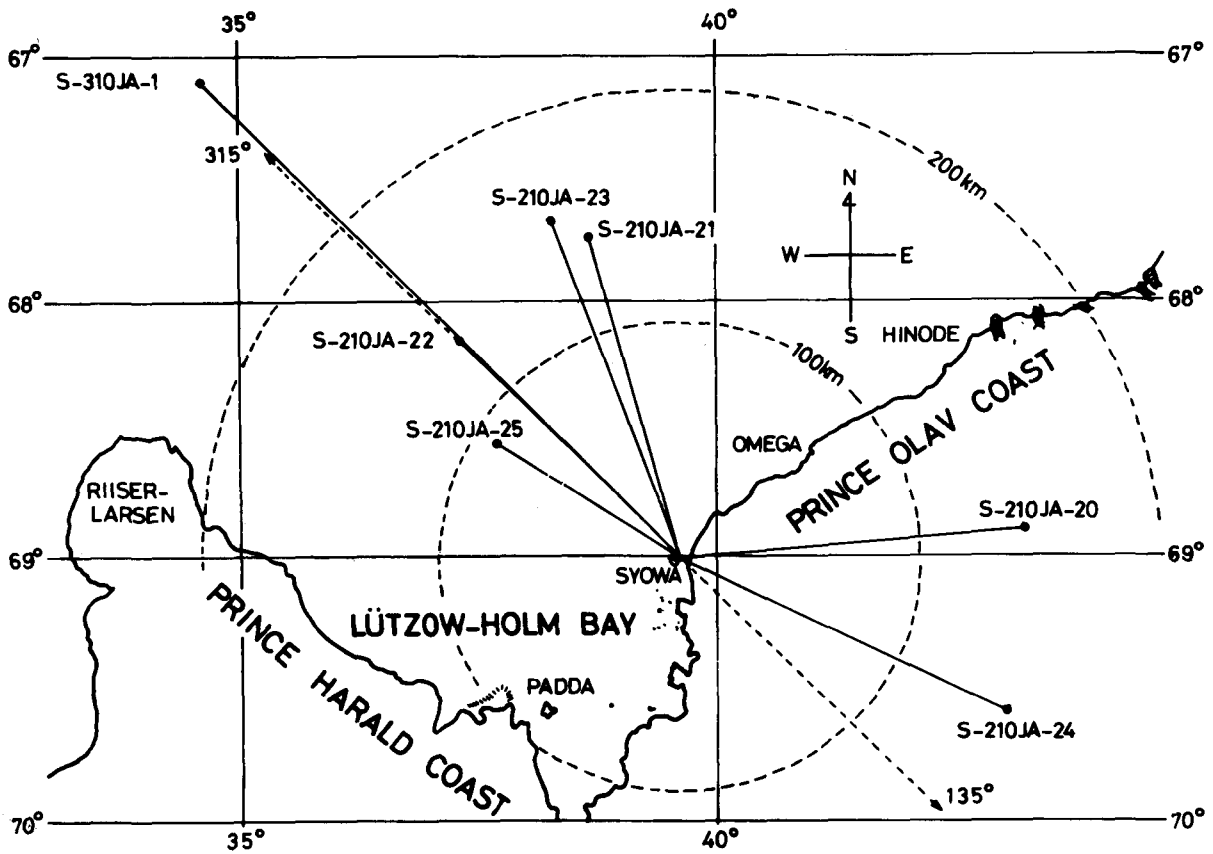 35°
40°
67°
67°
S-310JA-1
315°
200km
S-210JA-23
N
S-210JA-21
W
E
68°
68°
S
HINODE
S-210JA-22
100km
S-210JA-25
OMEGA
PRINCE OLAV COAST
RIISER-
LARSEN
S-210JA-20
69°
69°
SYOWA
LÜTZOW-HOLM BAY
PRINCE HARALD COAST
PADDA
S-210JA-24
135°
70°
70°
35°
40°